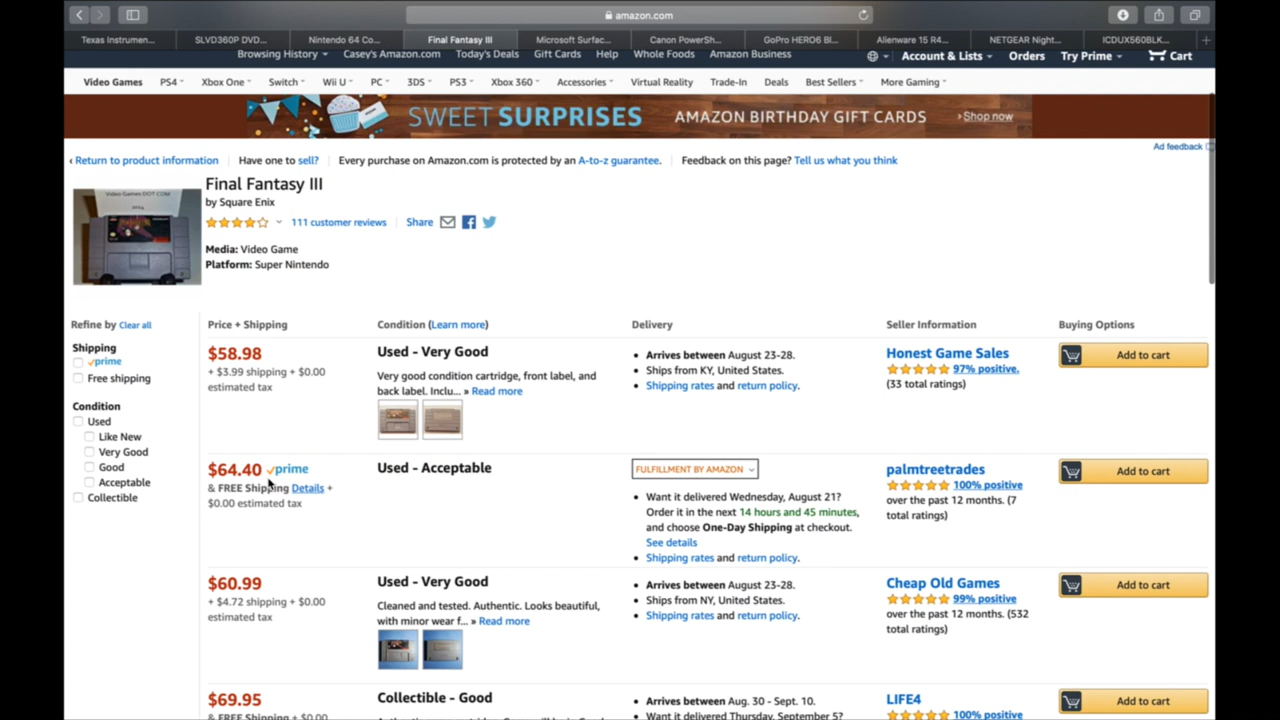 amazon.com
Texas Instrumen...
SLVD360P DVD...
Nintendo 64 Co...
Final Fantasy III
Microsoft Surfac...
Canon PowerSh...
GoPro HERO6 Bl...
Alienware 15 R4...
NETGEAR Night...
ICDUX560BLK...
Browsing History
Casey's Amazon.com
Today's Deals
Gift Cards
Help
Whole Foods
Amazon Business
Account & Lists
Orders
Try Prime
Cart
Video Games
PS4
Xbox One
Switch
Wii U
PC
3DS
PS3
Xbox 360
Accessories
Virtual Reality
Trade-In
Deals
Best Sellers
More Gaming
SWEET SURPRISES
AMAZON BIRTHDAY GIFT CARDS
Shop now
Ad feedback
‹ Return to product information
Have one to sell?
Every purchase on Amazon.com is protected by an A-to-z guarantee.
Feedback on this page? Tell us what you think
Video Games DOT COM
Final Fantasy III
by Square Enix
111 customer reviews
Share
Media: Video Game
Platform: Super Nintendo
Refine by Clear all
Shipping
prime
Free shipping
Condition
Used
Like New
Very Good
Good
Acceptable
Collectible
Price + Shipping
Condition (Learn more)
Delivery
Seller Information
Buying Options
$58.98
+ $3.99 shipping + $0.00
estimated tax
Used - Very Good
Very good condition cartridge, front label, and
back label. Inclu... » Read more
• Arrives between August 23-28.
• Ships from KY, United States.
• Shipping rates and return policy.
Honest Game Sales
97% positive.
(33 total ratings)
Add to cart
$64.40 prime
& FREE Shipping Details +
$0.00 estimated tax
Used - Acceptable
FULFILLMENT BY AMAZON
• Want it delivered Wednesday, August 21?
Order it in the next 14 hours and 45 minutes,
and choose One-Day Shipping at checkout.
See details
• Shipping rates and return policy.
palmtreetrades
100% positive
over the past 12 months. (7
total ratings)
Add to cart
$60.99
+ $4.72 shipping + $0.00
estimated tax
Used - Very Good
Cleaned and tested. Authentic. Looks beautiful,
with minor wear f... » Read more
• Arrives between August 23-28.
• Ships from NY, United States.
• Shipping rates and return policy.
Cheap Old Games
99% positive
over the past 12 months. (532
total ratings)
Add to cart
$69.95
& FREE Shipping + $0.00
Collectible - Good
• Arrives between Aug. 30 - Sept. 10.
• Want it delivered Thursday, September 5?
LIFE4
100% positive
Add to cart